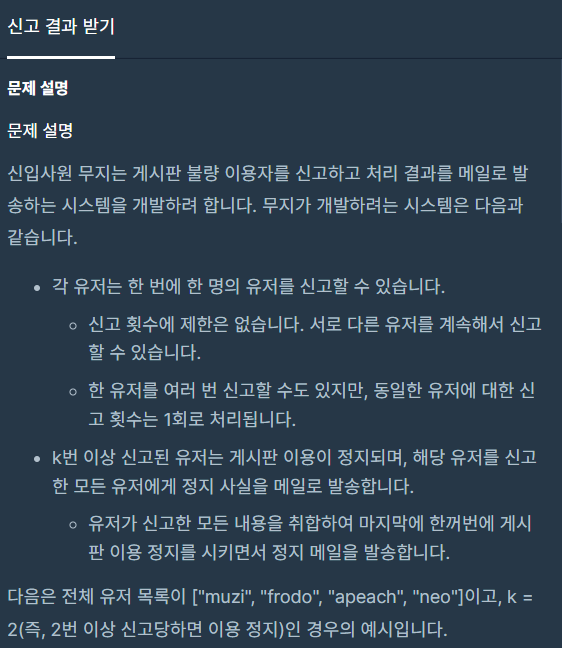 신고 결과 받기
문제 설명
문제 설명
신입사원 무지는 게시판 불량 이용자를 신고하고 처리 결과를 메일로 발
송하는 시스템을 개발하려 합니다. 무지가 개발하려는 시스템은 다음과
같습니다.
각 유저는 한 번에 한 명의 유저를 신고할 수 있습니다.
신고 횟수에 제한은 없습니다. 서로 다른 유저를 계속해서 신고
할 수 있습니다.
한 유저를 여러 번 신고할 수도 있지만, 동일한 유저에 대한 신
고 횟수는 1회로 처리됩니다.
k번 이상 신고된 유저는 게시판 이용이 정지되며, 해당 유저를 신고
한 모든 유저에게 정지 사실을 메일로 발송합니다.
유저가 신고한 모든 내용을 취합하여 마지막에 한꺼번에 게시
판 이용 정지를 시키면서 정지 메일을 발송합니다.
다음은 전체 유저 목록이 ["muzi", "frodo", "apeach", "neo"]이고, k =
2(즉, 2번 이상 신고당하면 이용 정지)인 경우의 예시입니다.